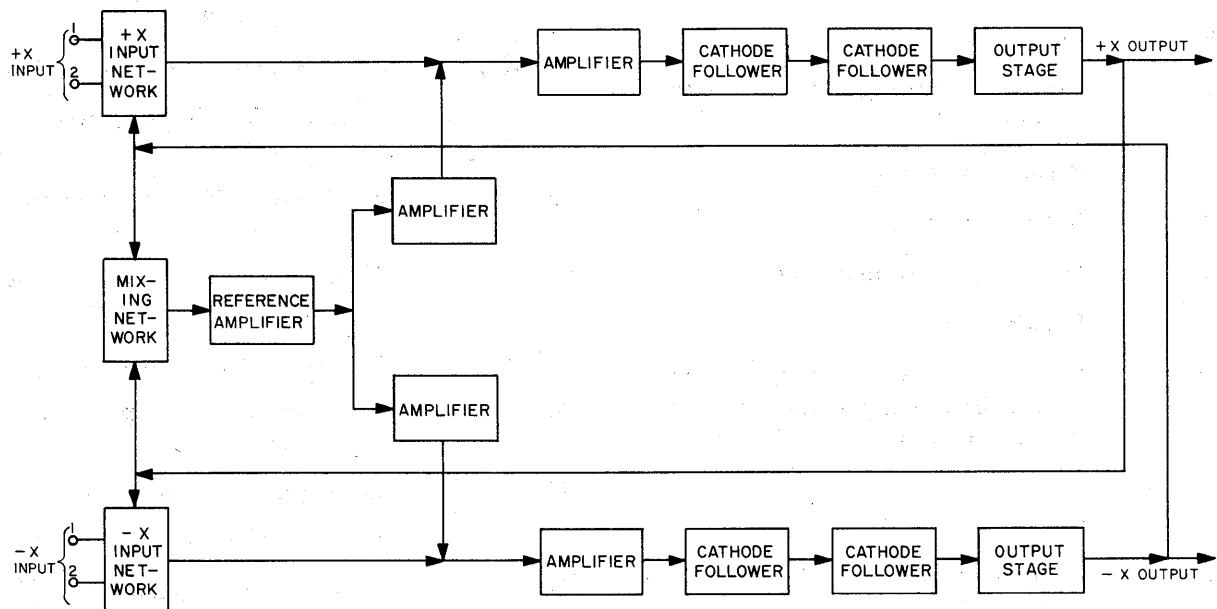 +X
INPUT
1
2
+X
INPUT
NET-
WORK
AMPLIFIER
CATHODE
FOLLOWER
CATHODE
FOLLOWER
OUTPUT
STAGE
+X OUTPUT
AMPLIFIER
MIX-
ING
NET-
WORK
REFERENCE
AMPLIFIER
AMPLIFIER
-X
INPUT
1
2
-X
INPUT
NET-
WORK
AMPLIFIER
CATHODE
FOLLOWER
CATHODE
FOLLOWER
OUTPUT
STAGE
-X OUTPUT